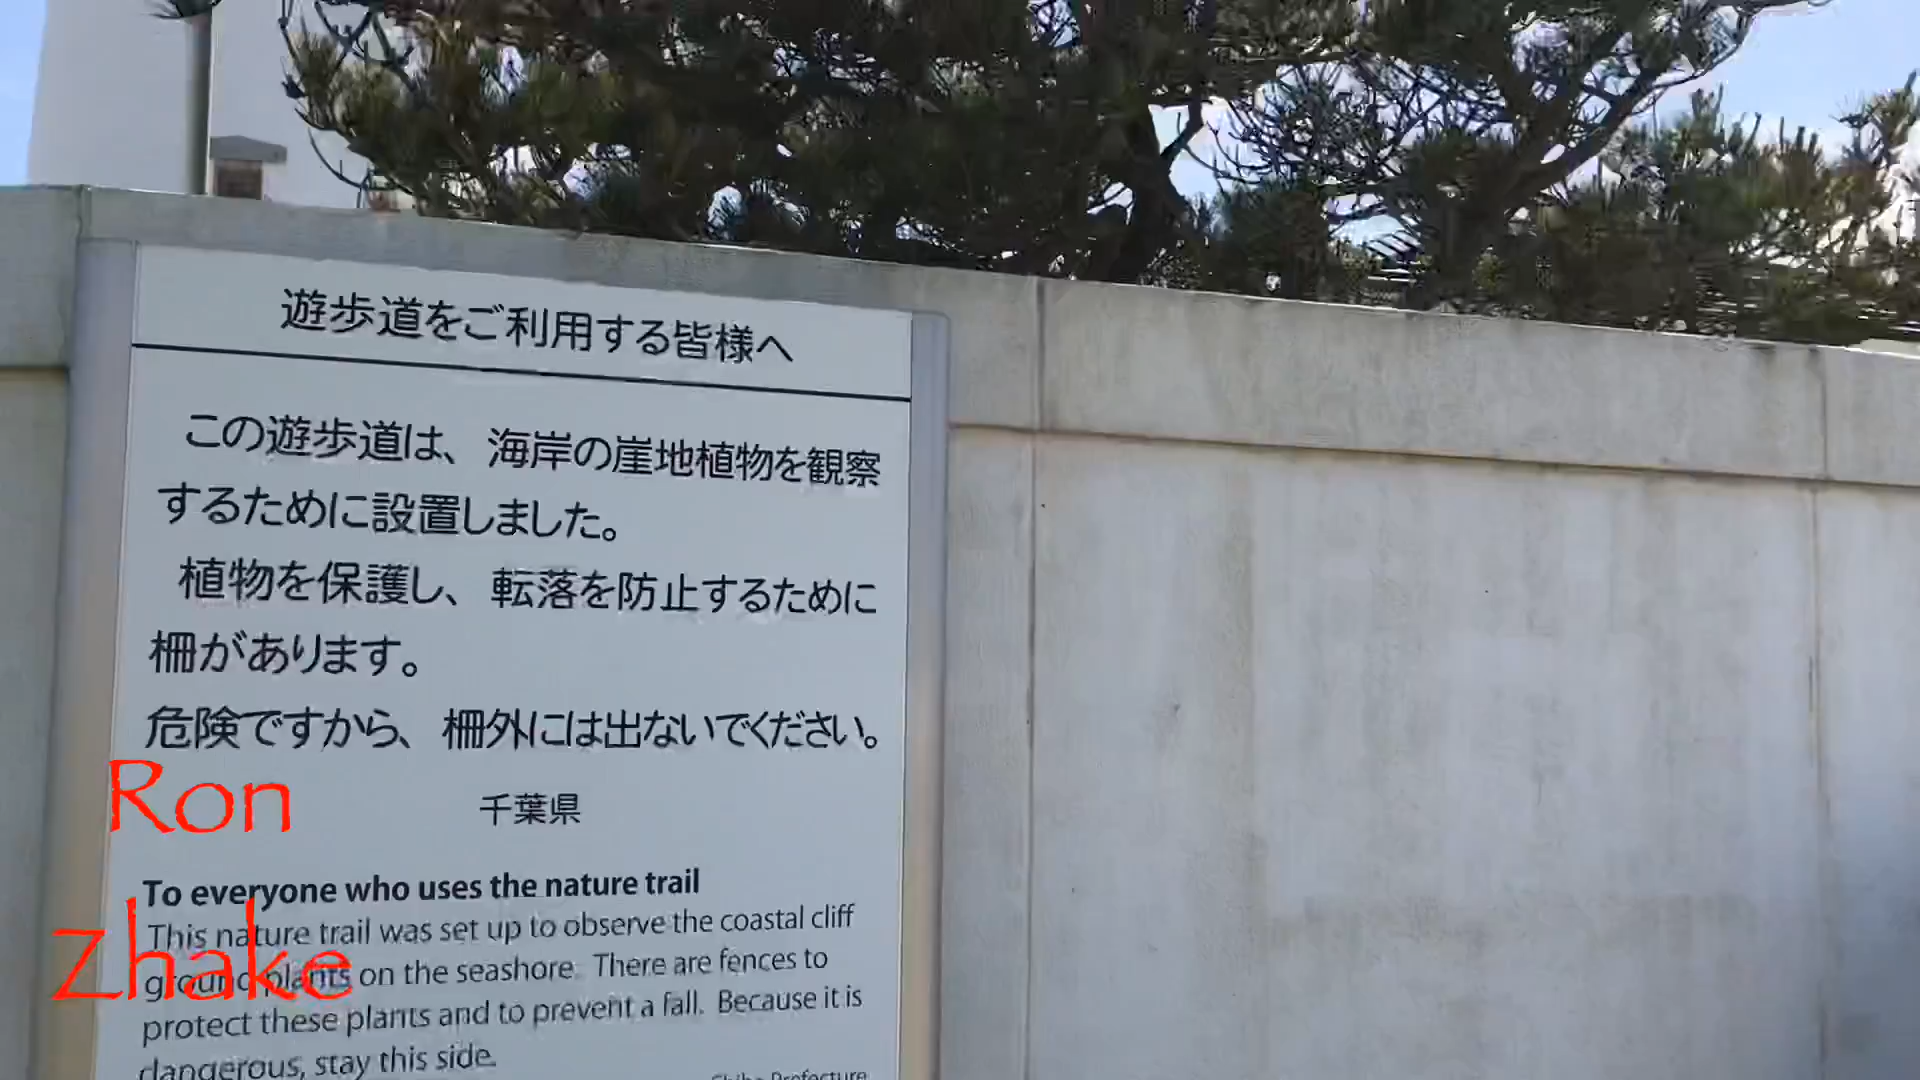 遊歩道をご利用する皆様へ
この遊歩道は、海岸の崖地植物を観察
するために設置しました。
植物を保護し、転落を防止するために
柵があります。
危険ですから、柵外には出ないでください。
千葉県
Ron
zhake
To everyone who uses the nature trail
This nature trail was set up to observe the coastal cliff
ground plants on the seashore. There are fences to
protect these plants and to prevent a fall. Because it is
dangerous, stay this side.
Chiba Prefecture